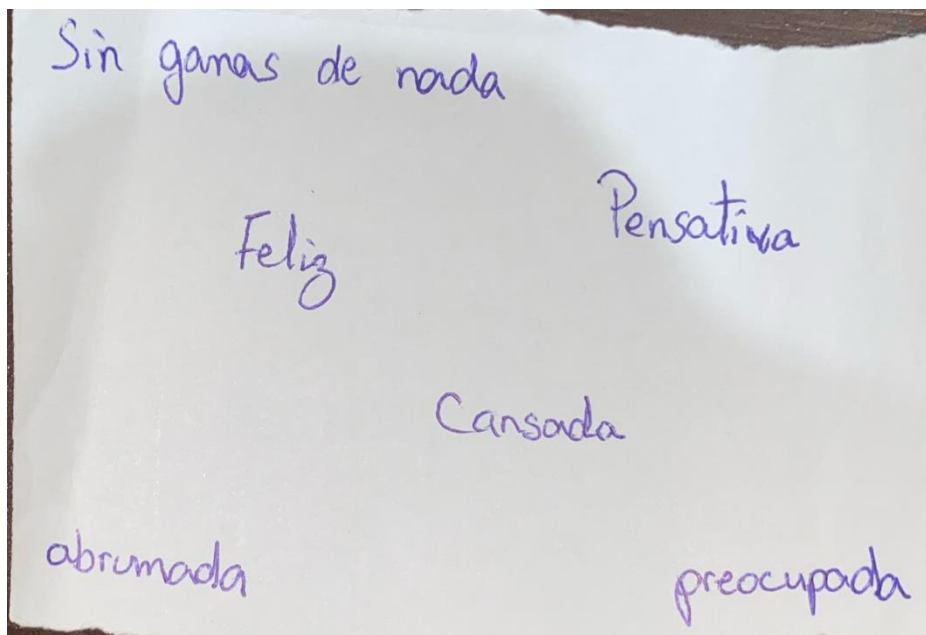 Sin ganas de nada
Pensativa
Feliz
Cansada
abrumada
preocupada